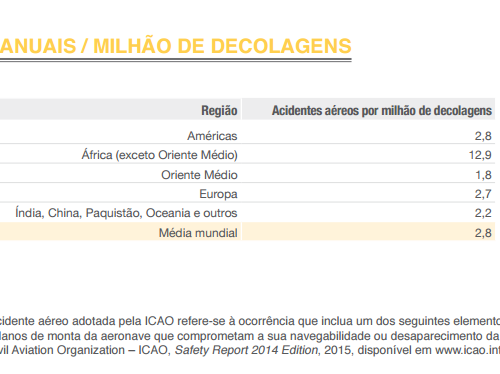 ANUAIS / MILHÃO DE DECOLAGENS
Região Acidentes aéreos por milhão de decolagens
Américas 2,8
África (exceto Oriente Médio) 12,9
Oriente Médio 1,8
Europa 2,7
Índia, China, Paquistão, Oceania e outros 2,2
Média mundial 2,8
cidente aéreo adotada pela ICAO refere-se à ocorrência que inclua um dos seguintes elemento
danos de monta da aeronave que comprometam a sua navegabilidade ou desaparecimento da
vil Aviation Organization – ICAO, Safety Report 2014 Edition, 2015, disponível em www.icao.int